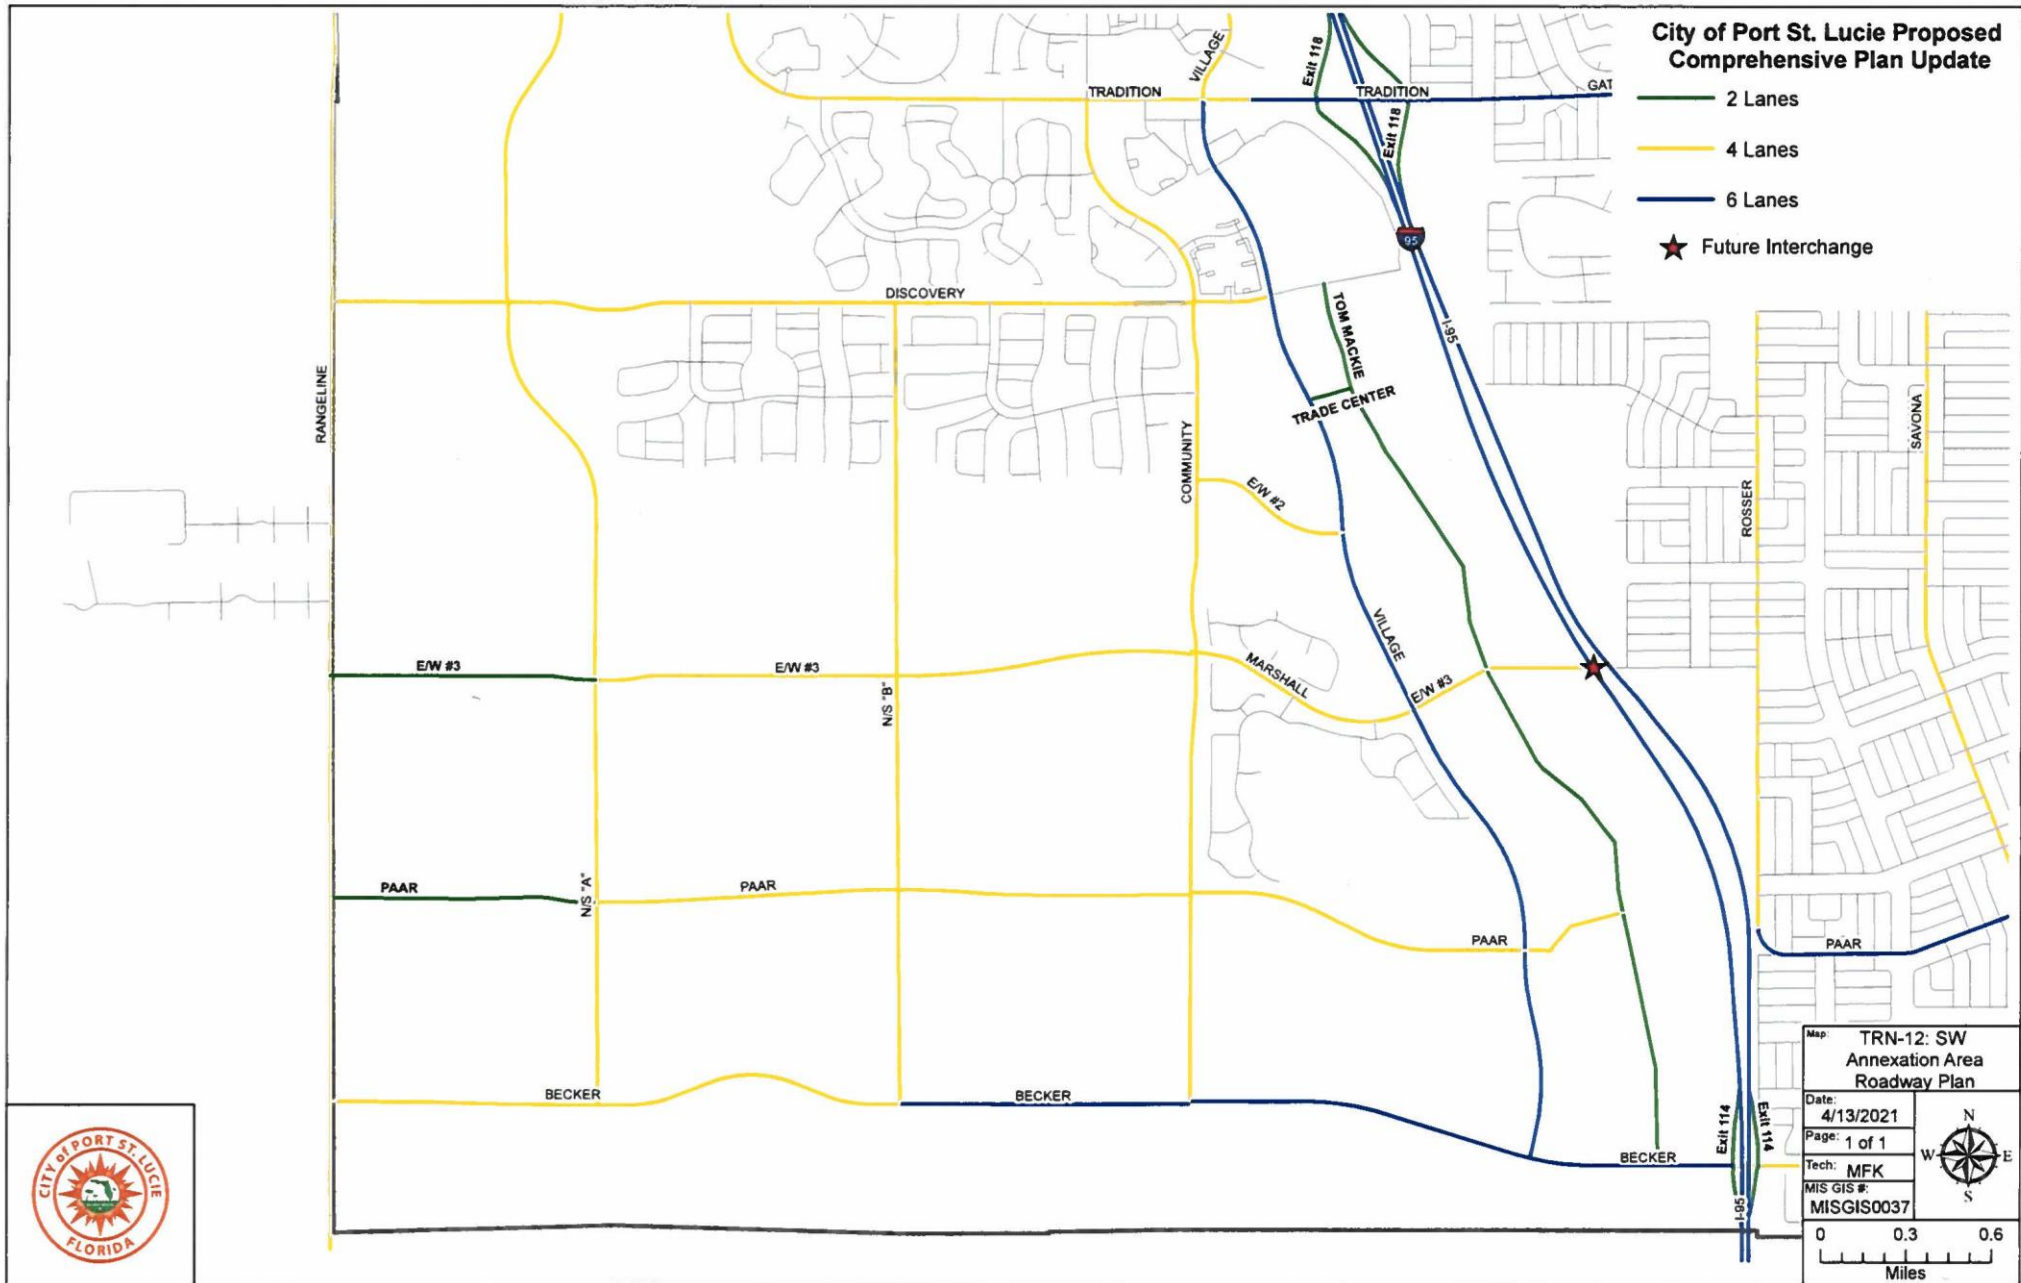 City of Port St. Lucie Proposed
Comprehensive Plan Update
2 Lanes
4 Lanes
6 Lanes
Future Interchange
VILLAGE
Exit 118
TRADITION
TRADITION
GAT
Exit 118
95
DISCOVERY
TOM MACKIE
I-95
RANGELINE
TRADE CENTER
COMMUNITY
SAVONA
E/W #2
ROSSER
VILLAGE
E/W #3
E/W #3
MARSHALL
E/W #3
N/S "B"
PAAR
N/S "A"
PAAR
PAAR
PAAR
BECKER
BECKER
BECKER
Exit 114
Exit 114
I-95
Map: TRN-12: SW
Annexation Area
Roadway Plan
Date:
4/13/2021
Page: 1 of 1
Tech: MFK
MIS GIS #:
MISGIS0037
N
W
E
S
0 0.3 0.6
Miles
CITY of PORT ST. LUCIE
FLORIDA